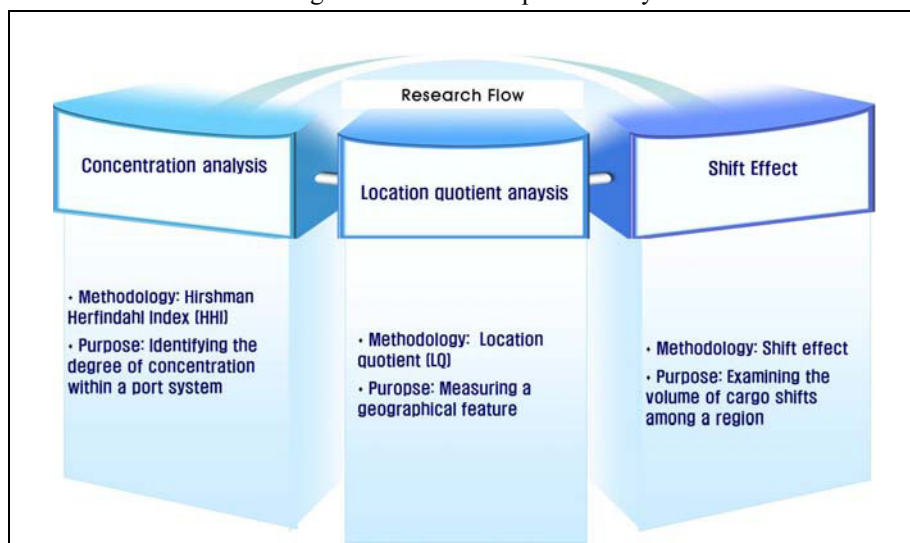 Research Flow
Concentration analysis
Location quotient anaysis
Shift Effect
• Methodology: Hirshman
Herfindahl Index (HHI)
• Purpose: Identifying the
degree of concentration
within a port system
• Methodology: Location
quotient (LQ)
• Puropse: Measuring a
geographical feature
• Methodology: Shift effect
• Purpose: Examining the
volume of cargo shifts
among a region